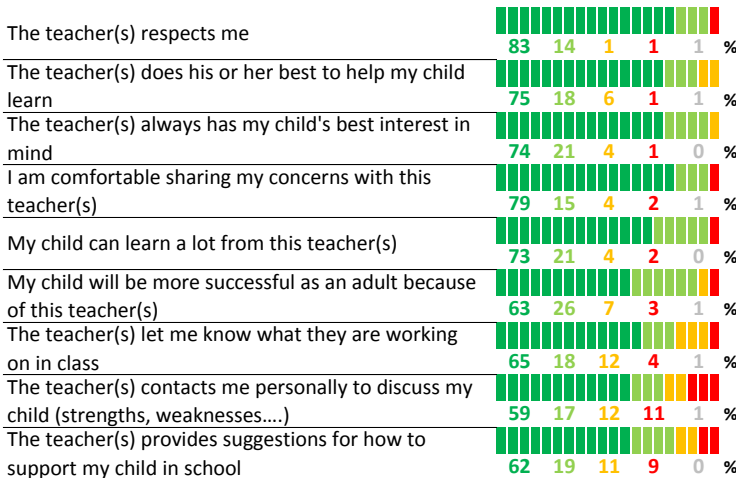 The teacher(s) respects me
83 14 1 1 1 %
The teacher(s) does his or her best to help my child
learn
75 18 6 1 1 %
The teacher(s) always has my child's best interest in
mind
74 21 4 1 0 %
I am comfortable sharing my concerns with this
teacher(s)
79 15 4 2 1 %
My child can learn a lot from this teacher(s)
73 21 4 2 0 %
My child will be more successful as an adult because
of this teacher(s)
63 26 7 3 1 %
The teacher(s) let me know what they are working
on in class
65 18 12 4 1 %
The teacher(s) contacts me personally to discuss my
child (strengths, weaknesses....)
59 17 12 11 1 %
The teacher(s) provides suggestions for how to
support my child in school
62 19 11 9 0 %